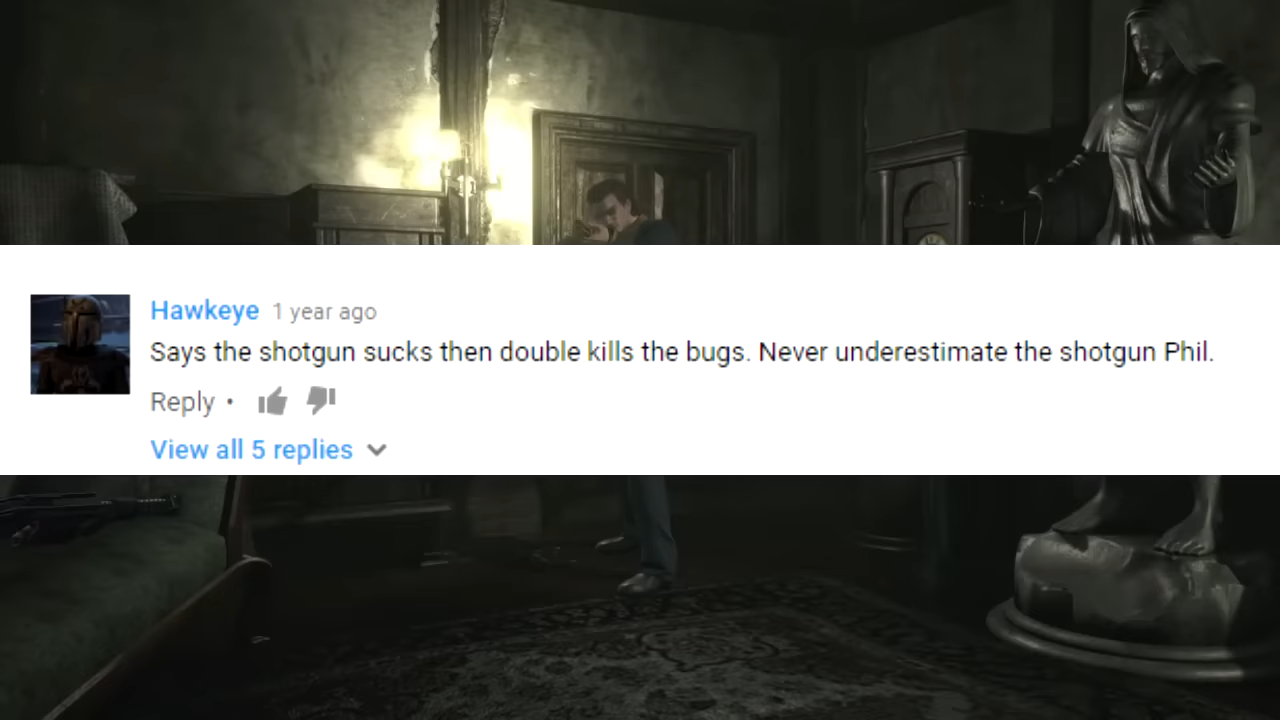 Hawkeye 1 year ago
Says the shotgun sucks then double kills the bugs. Never underestimate the shotgun Phil.
Reply •
View all 5 replies